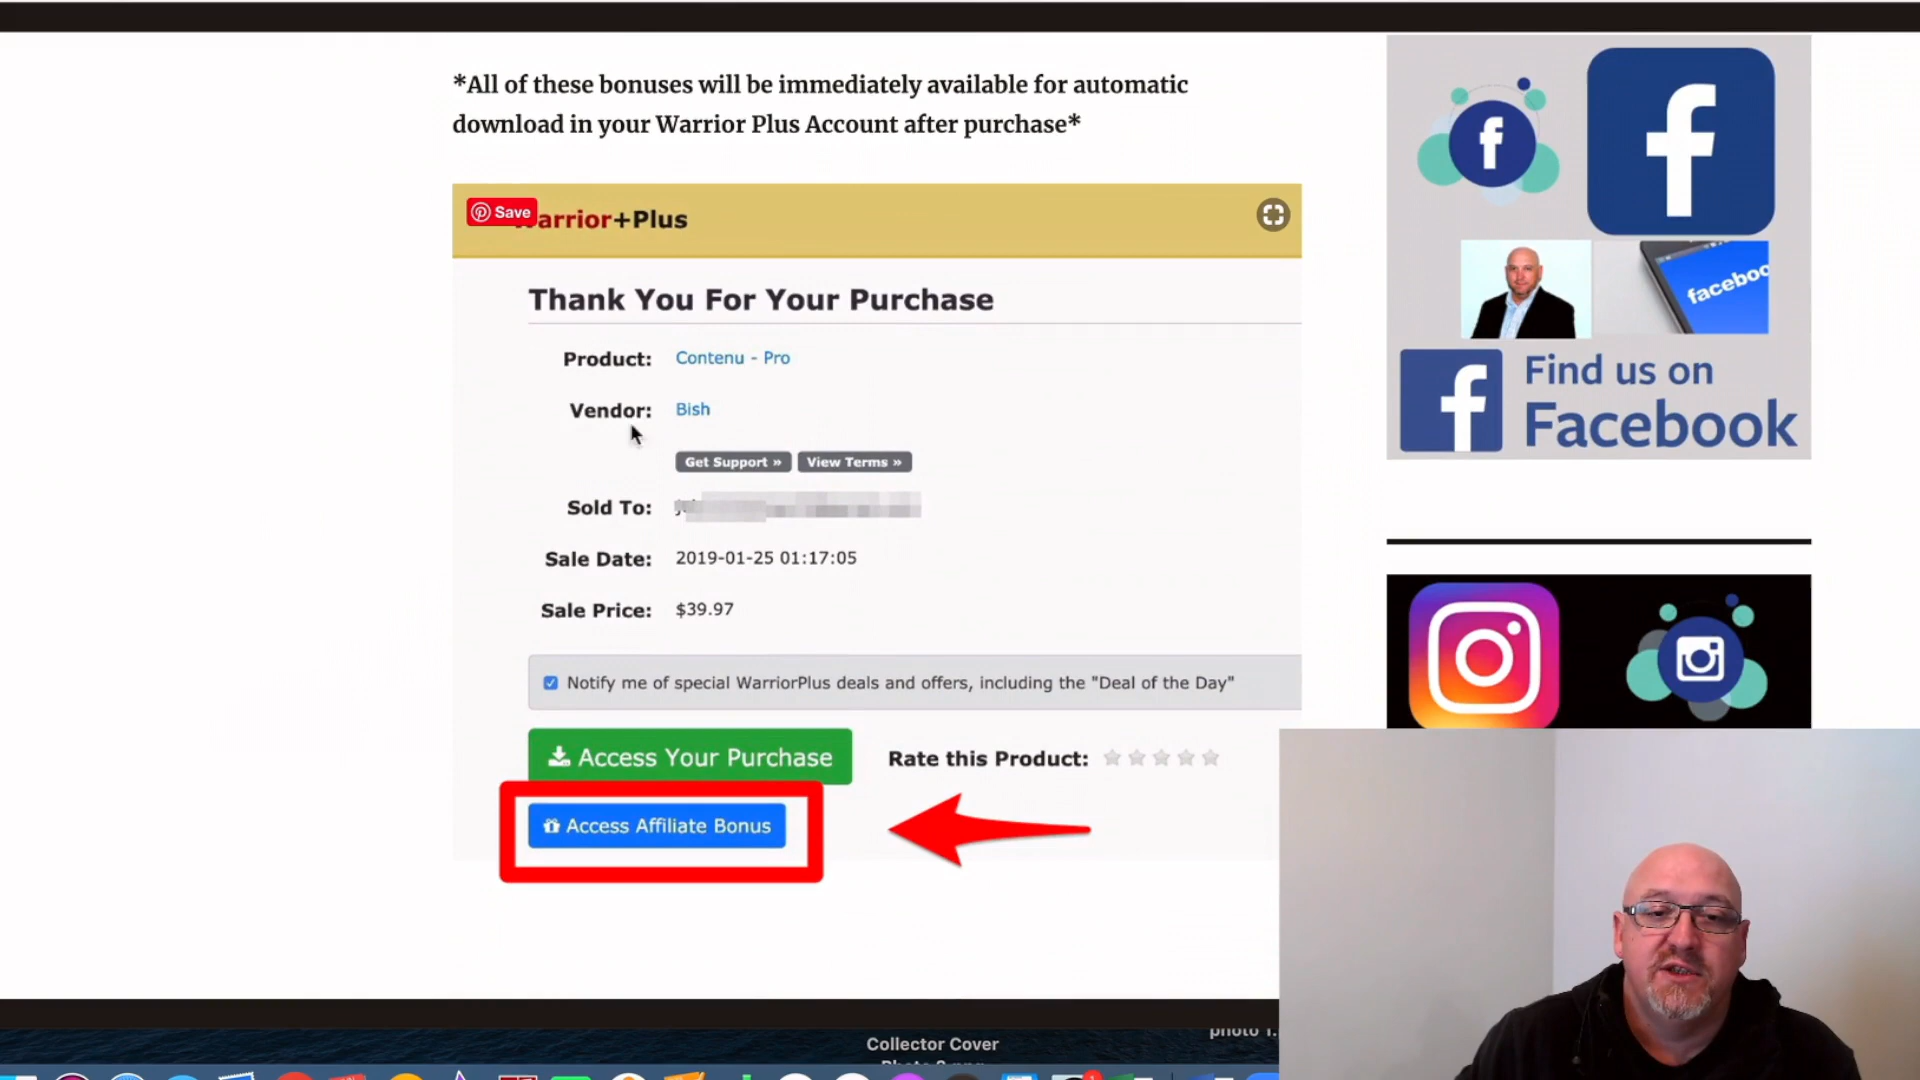 *All of these bonuses will be immediately available for automatic
download in your Warrior Plus Account after purchase*
Save
arrior+Plus
Thank You For Your Purchase
Product: Contenu - Pro
Vendor: Bish
Get Support » View Terms »
Sold To:
Sale Date: 2019-01-25 01:17:05
Sale Price: $39.97
Notify me of special WarriorPlus deals and offers, including the "Deal of the Day"
Access Your Purchase
Rate this Product:
Access Affiliate Bonus
faceboo
Find us on
Facebook
photo 1.
Collector Cover